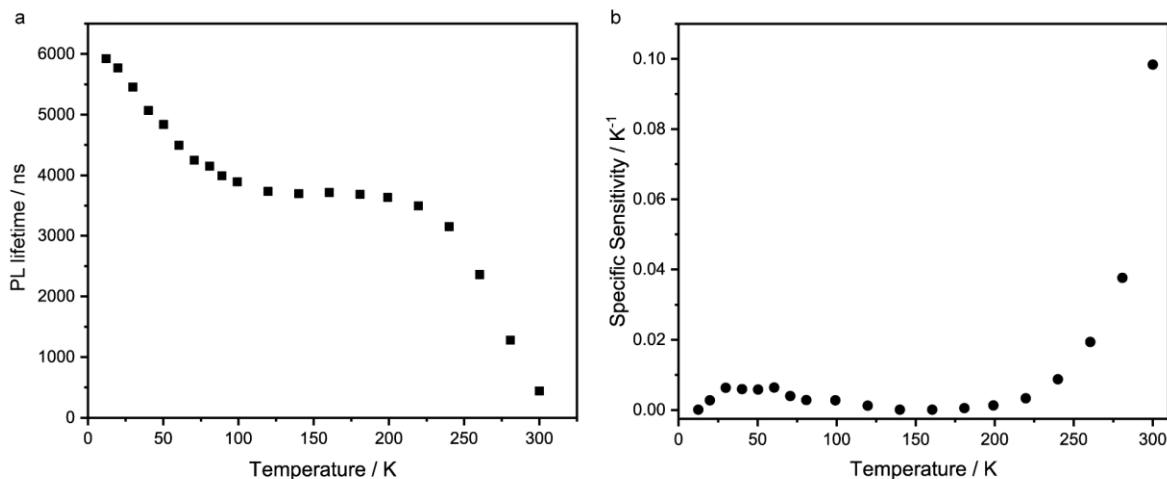 a
6000
5000
4000
3000
2000
1000
0
PL lifetime / ns
0 50 100 150 200 250 300
Temperature / K
b
0.10
0.08
0.06
0.04
0.02
0.00
Specific Sensitivity / K⁻¹
0 50 100 150 200 250 300
Temperature / K